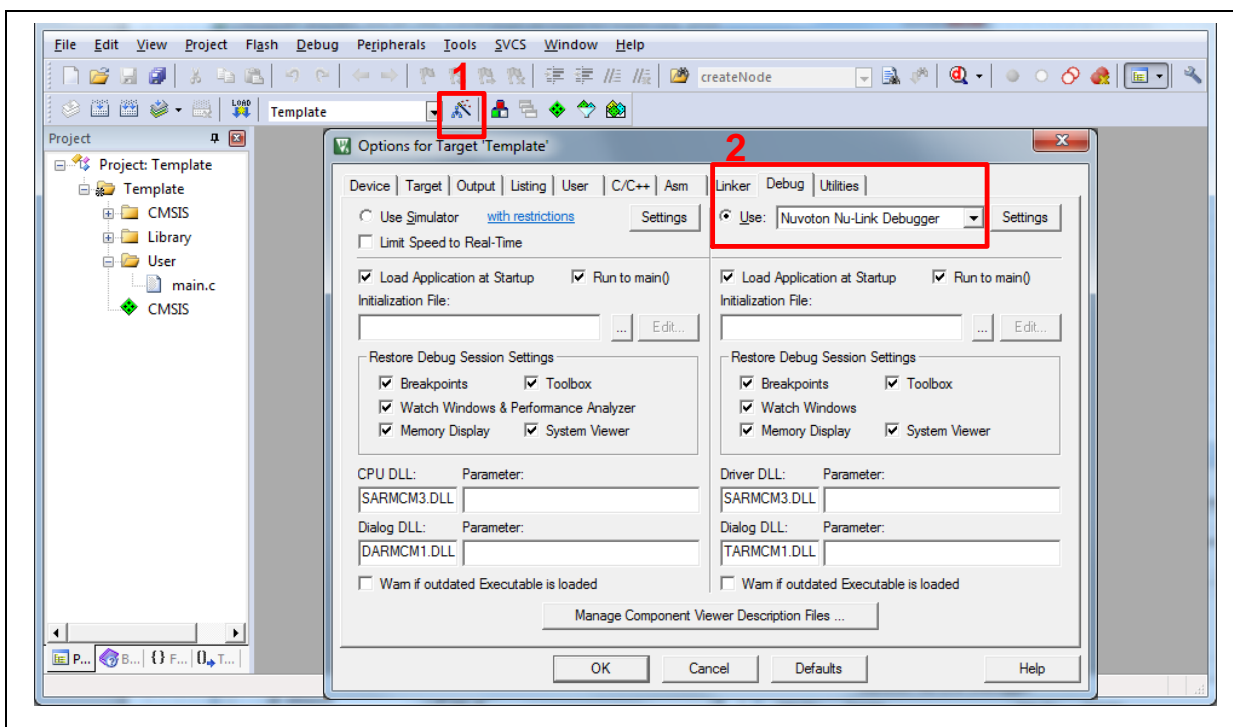 File Edit View Project Flash Debug Peripherals Tools SVCS Window Help
1
createNode
LOAD
Template
Project
Project: Template
Template
CMSIS
Library
User
main.c
CMSIS
P... B... {} F... 0 T...
Options for Target 'Template'
2
Device Target Output Listing User C/C++ Asm Linker Debug Utilities
Use Simulator with restrictions Settings
Limit Speed to Real-Time
Load Application at Startup Run to main()
Initialization File:
... Edit...
Restore Debug Session Settings
Breakpoints Toolbox
Watch Windows & Performance Analyzer
Memory Display System Viewer
CPU DLL: Parameter:
SARMCM3.DLL
Dialog DLL: Parameter:
DARMCM1.DLL
Warn if outdated Executable is loaded
Use: Nuvoton Nu-Link Debugger Settings
Load Application at Startup Run to main()
Initialization File:
... Edit...
Restore Debug Session Settings
Breakpoints Toolbox
Watch Windows
Memory Display System Viewer
Driver DLL: Parameter:
SARMCM3.DLL
Dialog DLL: Parameter:
TARMCM1.DLL
Warn if outdated Executable is loaded
Manage Component Viewer Description Files ...
OK Cancel Defaults Help